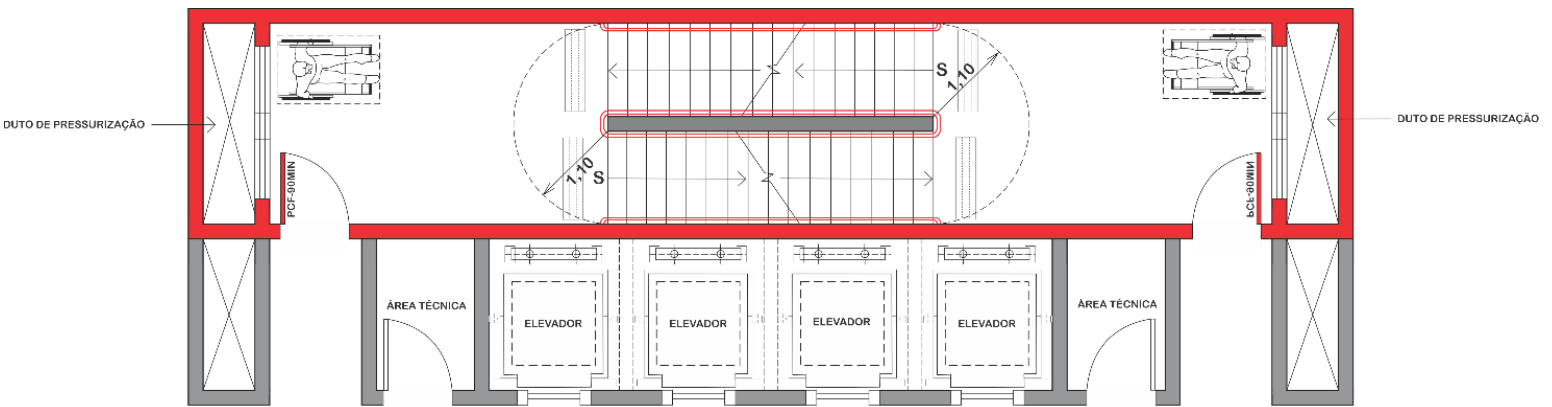 S
1,10
DUTO DE PRESSURIZAÇÃO
DUTO DE PRESSURIZAÇÃO
1,10
S
PCF-90MIN
PCF-90MIN
ÁREA TÉCNICA
ELEVADOR
ELEVADOR
ELEVADOR
ELEVADOR
ÁREA TÉCNICA